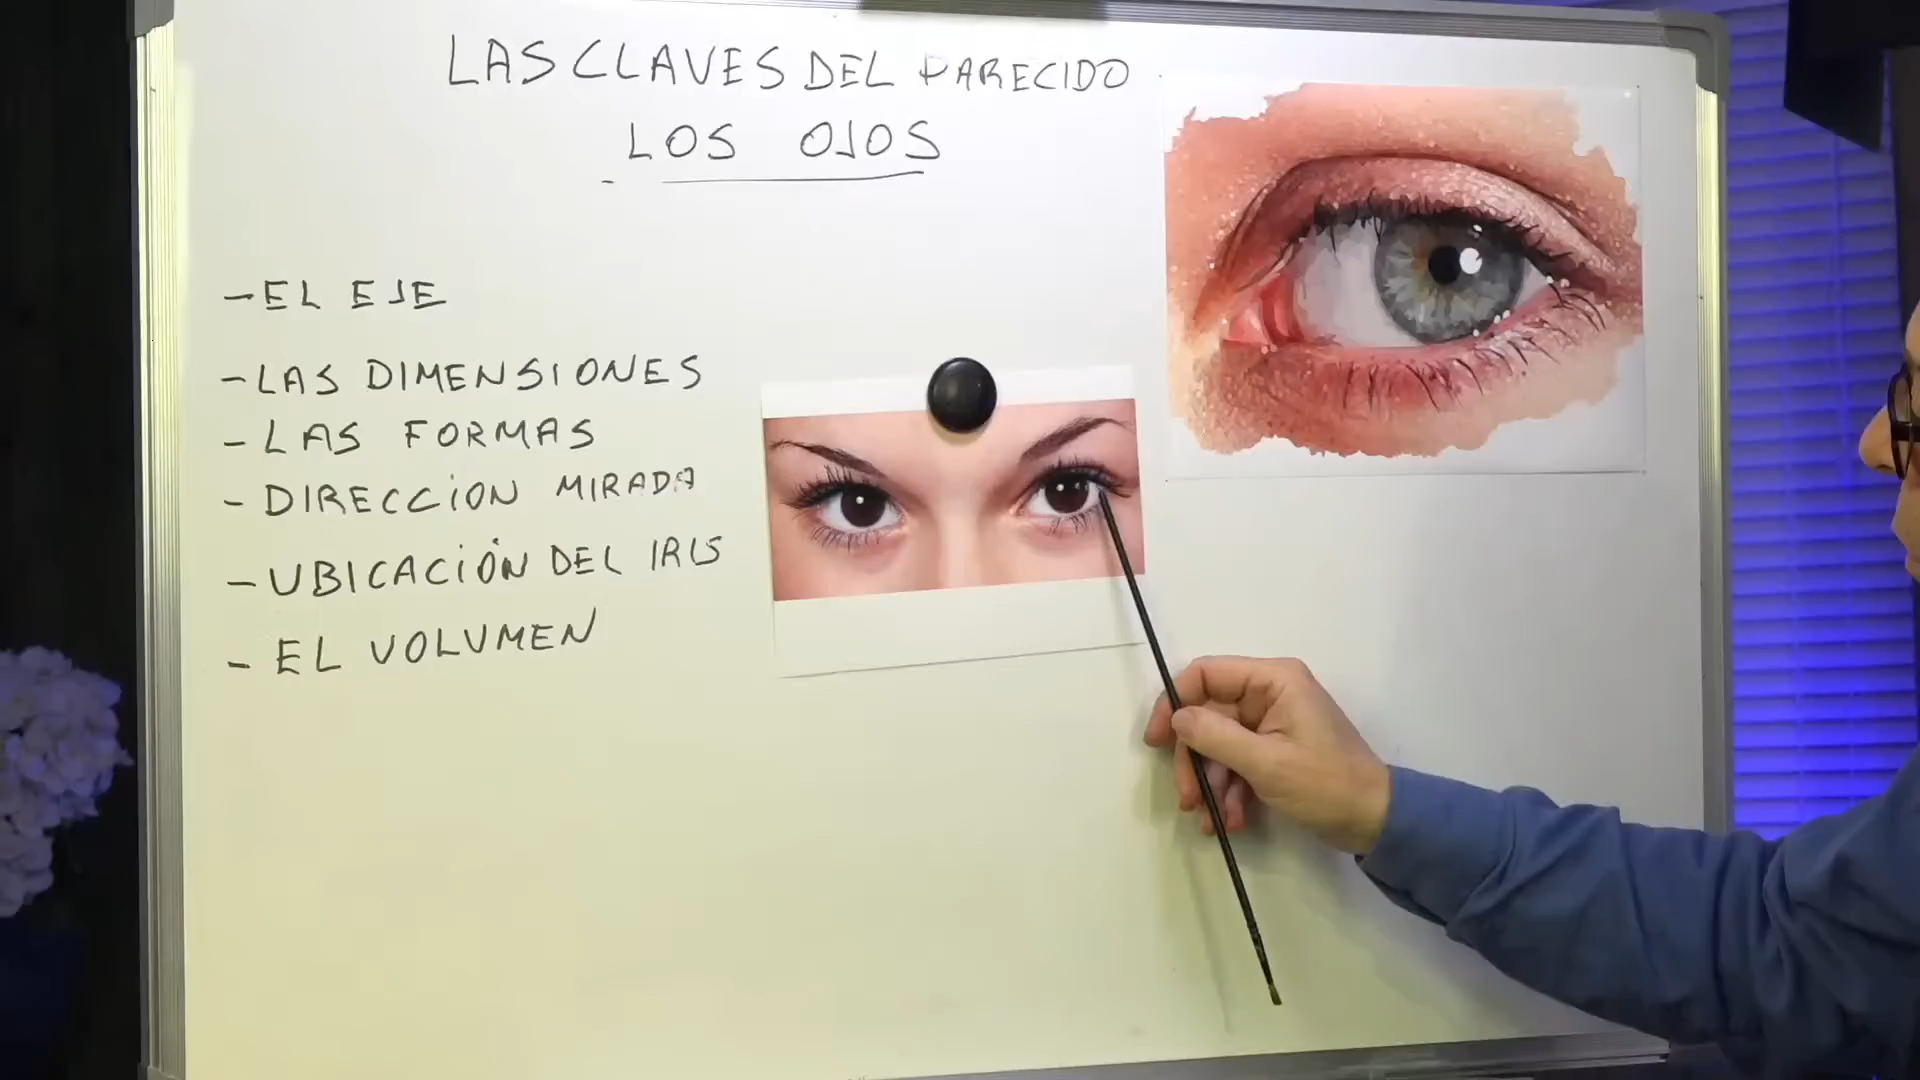 LAS CLAVES DEL PARECIDO
LOS OJOS
- EL EJE
- LAS DIMENSIONES
- LAS FORMAS
- DIRECCION MIRADA
- UBICACIÓN DEL IRIS
- EL VOLUMEN